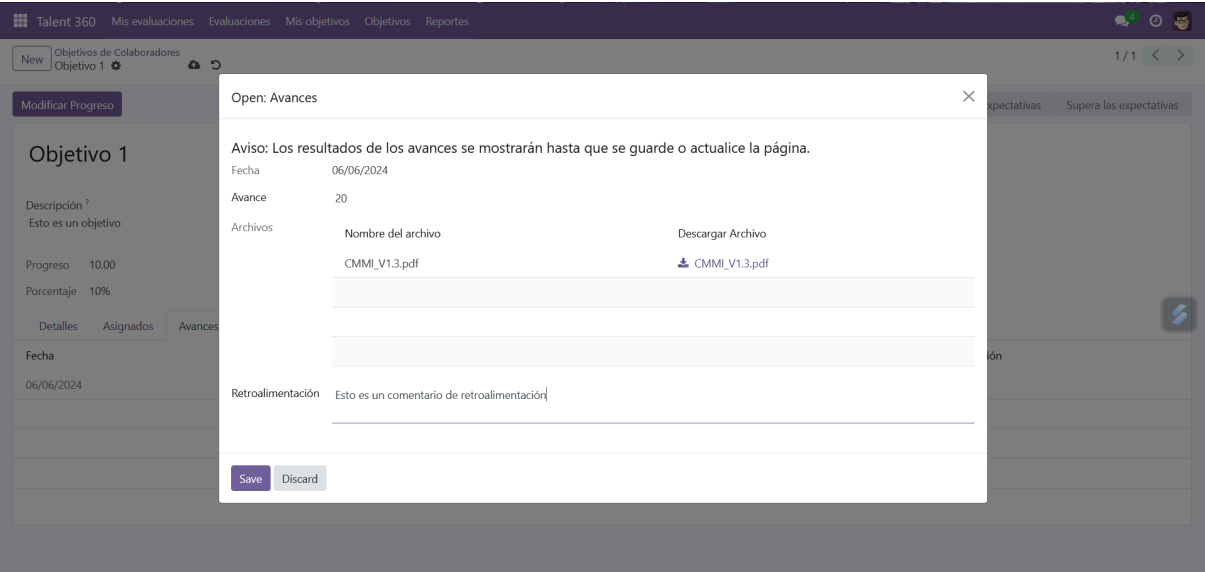 Talent 360 Mis evaluaciones Evaluaciones Mis objetivos Objetivos Reportes 4
New Objetivos de Colaboradores
Objetivo 1
1 / 1
Modificar Progreso
xpectativas Supera las expectativas
Objetivo 1
Descripción ?
Esto es un objetivo
Progreso 10.00
Porcentaje 10%
Detalles Asignados Avances
Fecha
ión
06/06/2024
Open: Avances
Aviso: Los resultados de los avances se mostrarán hasta que se guarde o actualice la página.
Fecha 06/06/2024
Avance 20
Archivos
Nombre del archivo Descargar Archivo
CMMI_V1.3.pdf CMMI_V1.3.pdf
Retroalimentación Esto es un comentario de retroalimentación
Save Discard